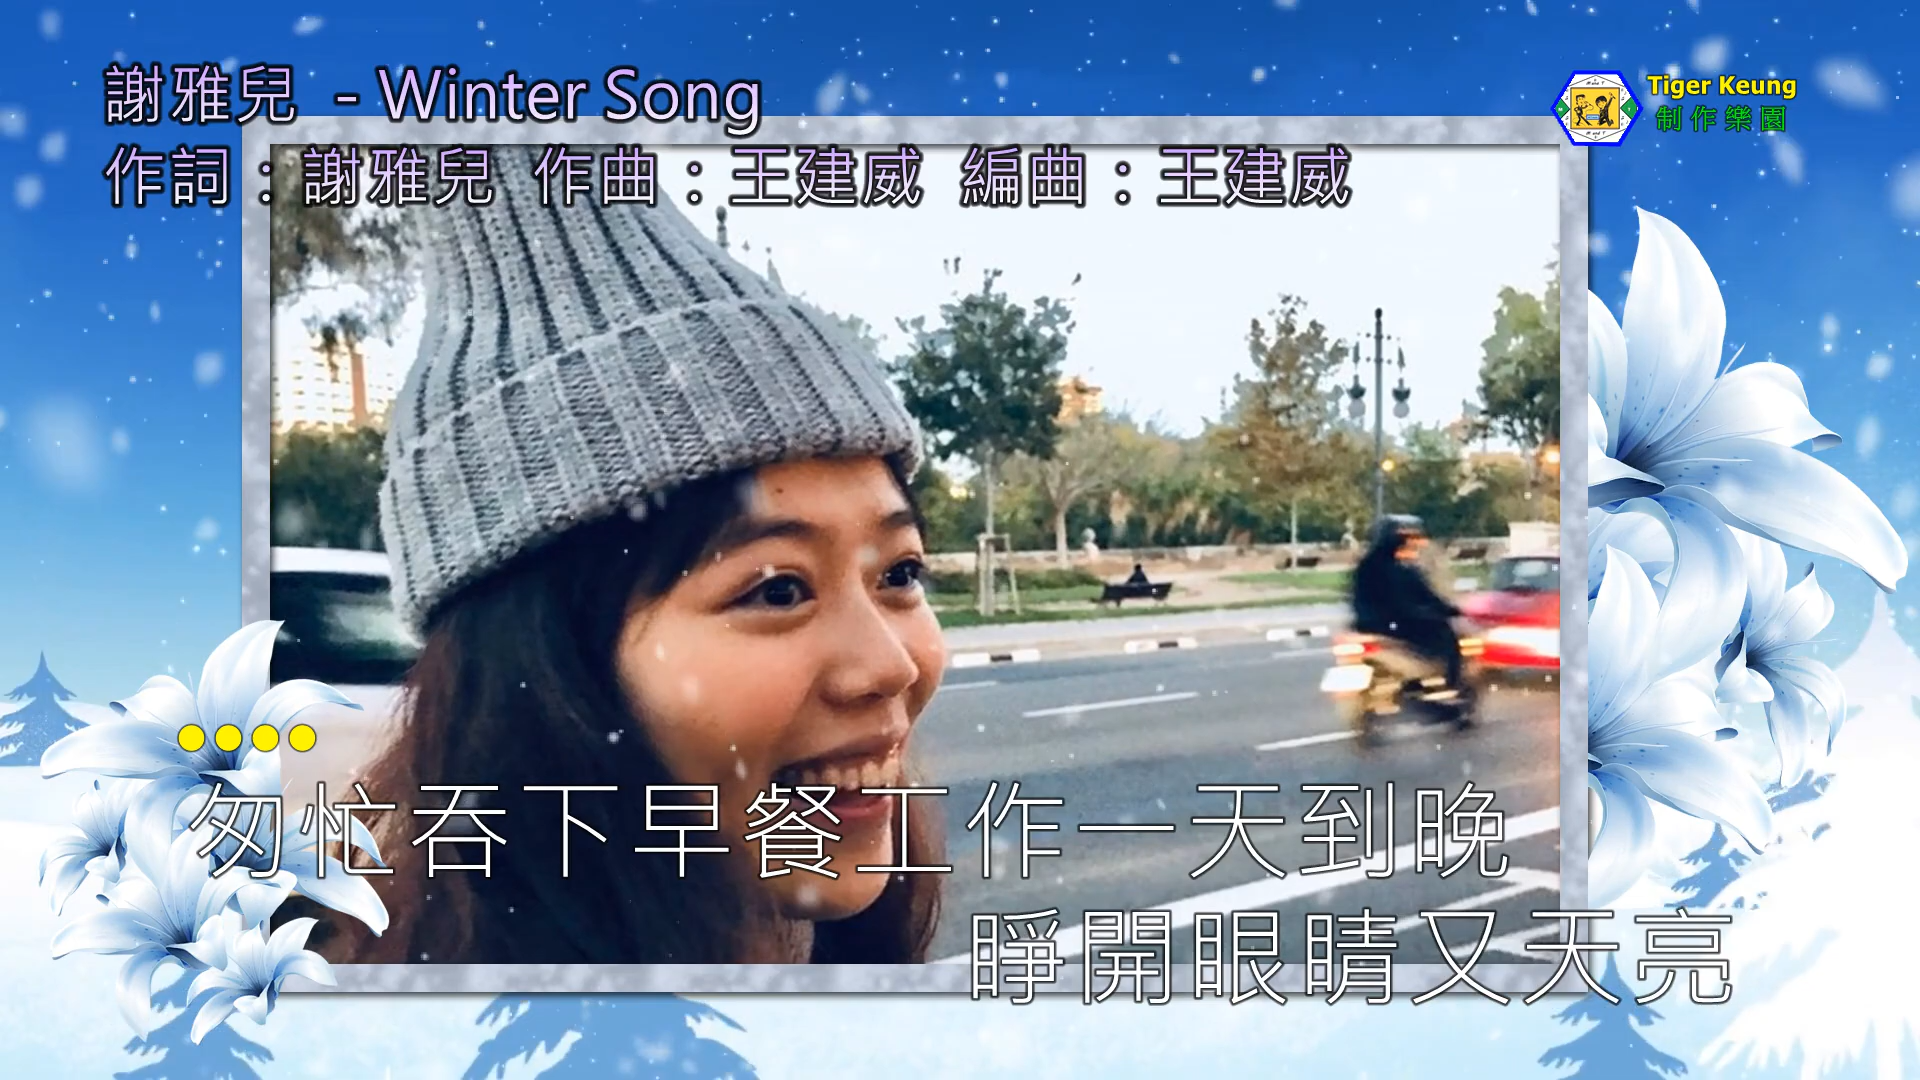 謝雅兒 - Winter Song
Tiger Keung
制作樂園
作詞：謝雅兒 作曲：王建威 編曲：王建威
匆忙吞下早餐工作一天到晚
睜開眼睛又天亮